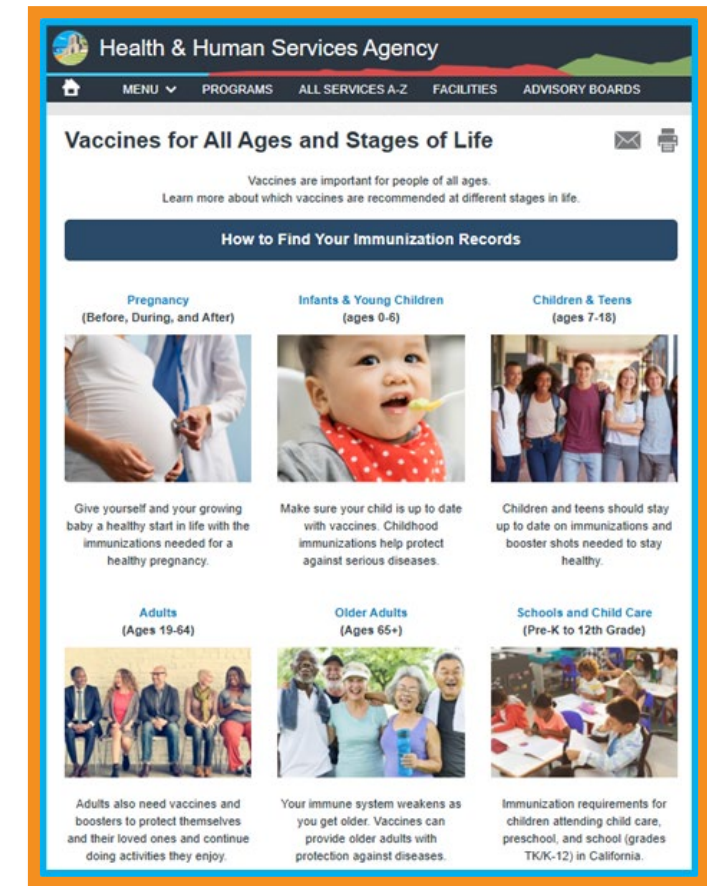 Health & Human Services Agency
MENU PROGRAMS ALL SERVICES A-Z FACILITIES ADVISORY BOARDS
Vaccines for All Ages and Stages of Life
Vaccines are important for people of all ages.
Learn more about which vaccines are recommended at different stages in life.
How to Find Your Immunization Records
Pregnancy
(Before, During, and After)
Infants & Young Children
(ages 0-6)
Children & Teens
(ages 7-18)
Give yourself and your growing
baby a healthy start in life with the
immunizations needed for a
healthy pregnancy.
Make sure your child is up to date
with vaccines. Childhood
immunizations help protect
against serious diseases.
Children and teens should stay
up to date on immunizations and
booster shots needed to stay
healthy.
Adults
(Ages 19-64)
Older Adults
(Ages 65+)
Schools and Child Care
(Pre-K to 12th Grade)
Adults also need vaccines and
boosters to protect themselves
and their loved ones and continue
doing activities they enjoy.
Your immune system weakens as
you get older. Vaccines can
provide older adults with
protection against diseases.
Immunization requirements for
children attending child care,
preschool, and school (grades
TK/K-12) in California.